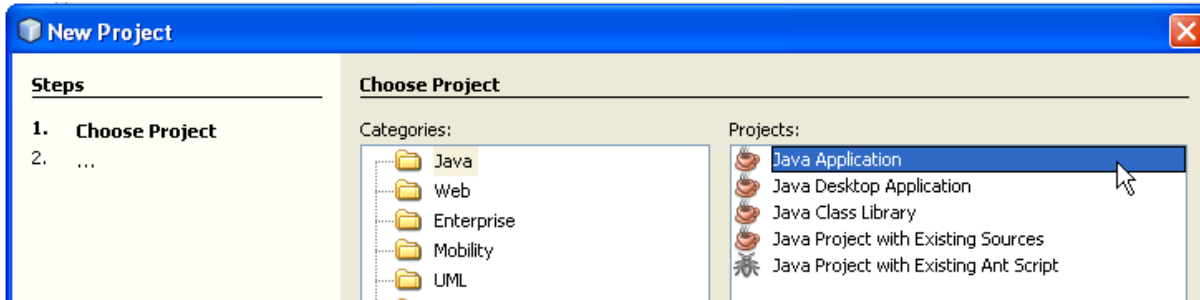 New Project
Steps
1. Choose Project
2. ...
Choose Project
Categories:
Java
Web
Enterprise
Mobility
UML
Projects:
Java Application
Java Desktop Application
Java Class Library
Java Project with Existing Sources
Java Project with Existing Ant Script